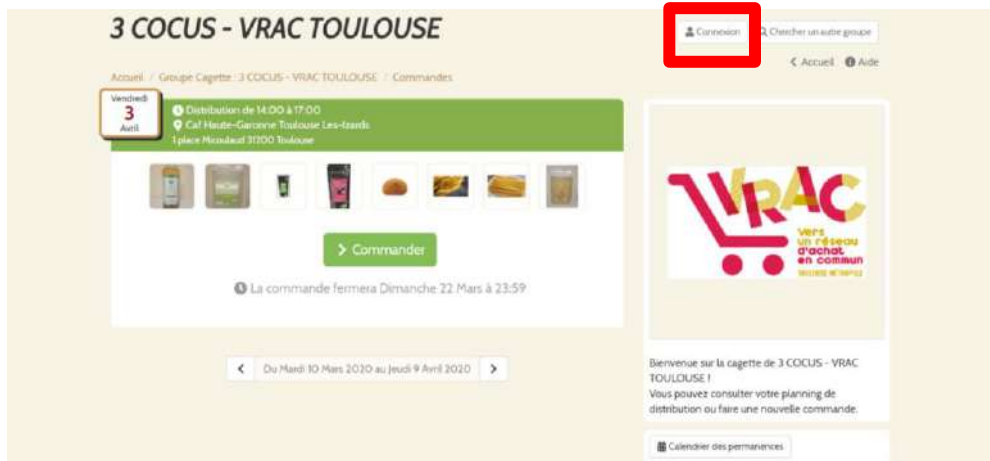 3 COCUS - VRAC TOULOUSE
Connexion
Chercher un autre groupe
Accueil
Aide
Accueil / Groupe Cagette : 3 COCUS - VRAC TOULOUSE / Commandes
Vendredi
3
Avril
Distribution de 14:00 à 17:00
Caf Haute-Garonne Toulouse Les-Izards
1 place Micoulaud 31200 Toulouse
Commander
La commande fermera Dimanche 22 Mars à 23:59
Du Mardi 10 Mars 2020 au Jeudi 9 Avril 2020
VRAC
Vers
un réseau
d'achat
en commun
Bienvenue sur la cagette de 3 COCUS - VRAC
TOULOUSE !
Vous pouvez consulter votre planning de
distribution ou faire une nouvelle commande.
Calendrier des permanences